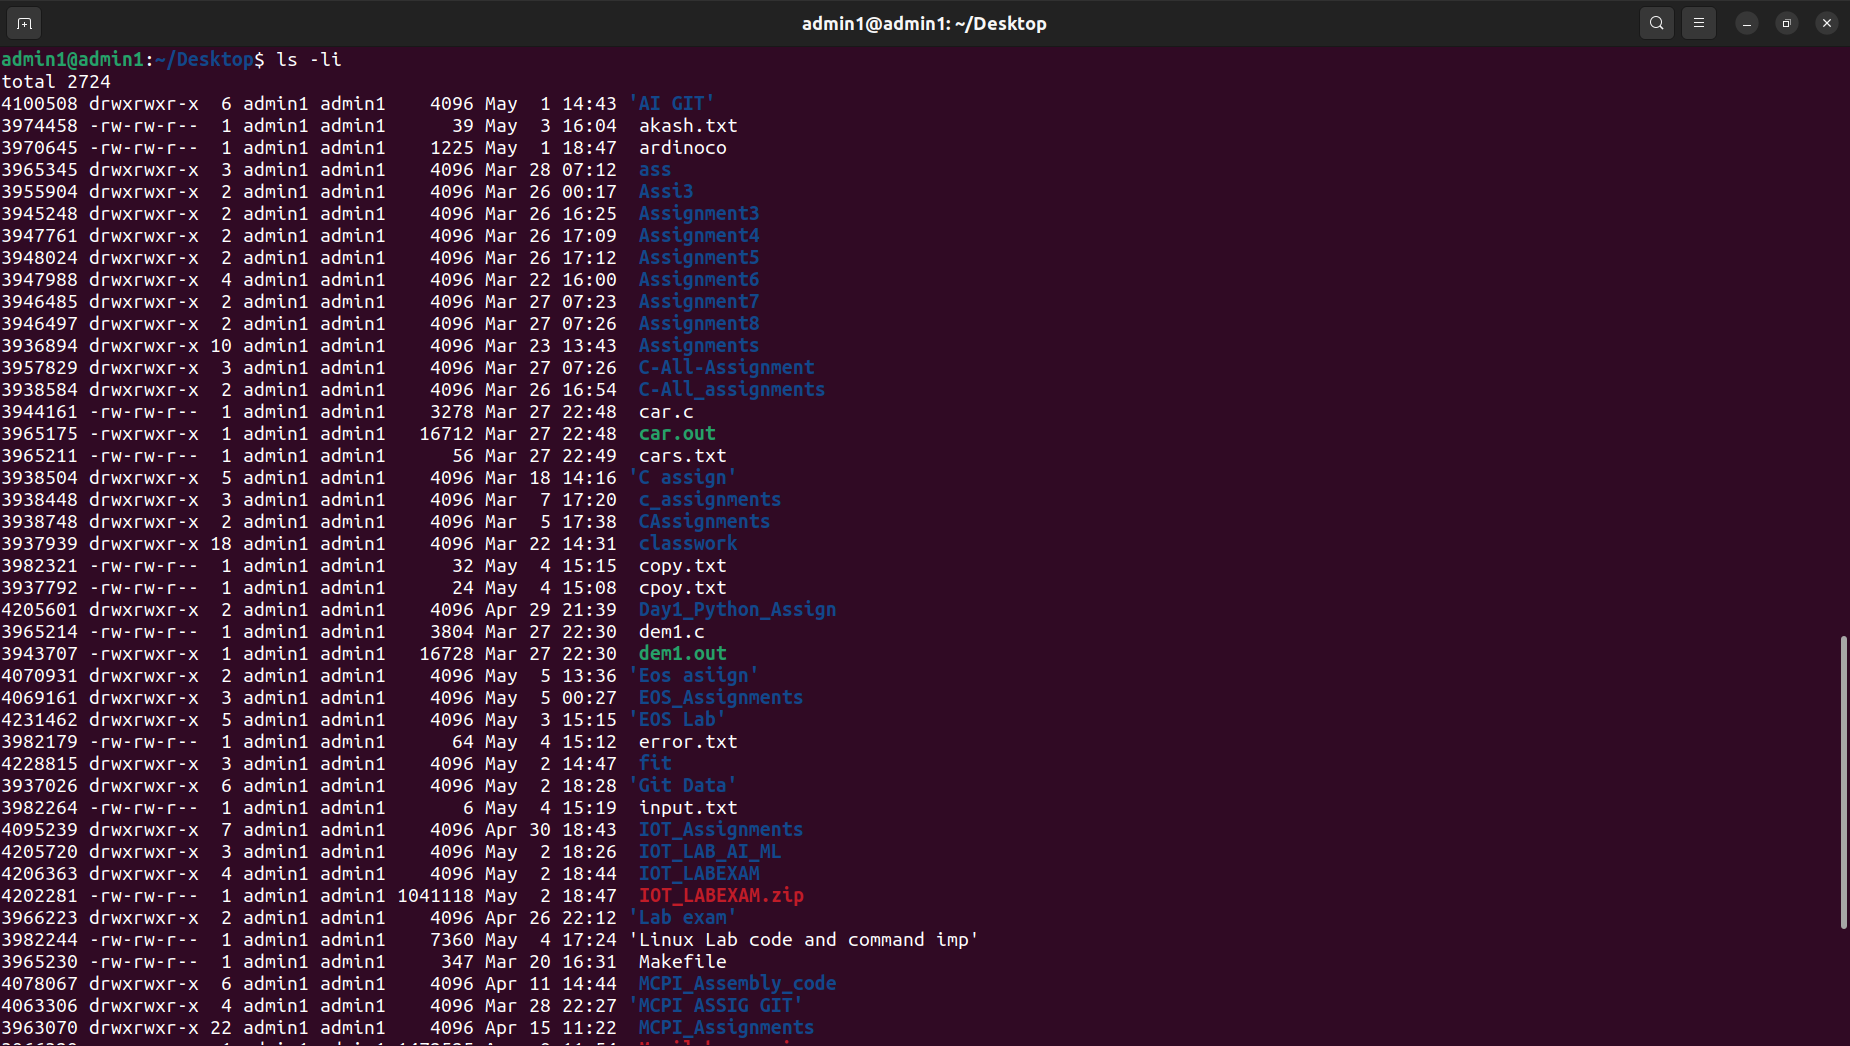 admin1@admin1: ~/Desktop
admin1@admin1:~/Desktop$ ls -li
total 2724
4100508 drwxrwxr-x  6 admin1 admin1    4096 May  1 14:43 'AI GIT'
3974458 -rw-rw-r--  1 admin1 admin1      39 May  3 16:04  akash.txt
3970645 -rw-rw-r--  1 admin1 admin1    1225 May  1 18:47  ardinoco
3965345 drwxrwxr-x  3 admin1 admin1    4096 Mar 28 07:12  ass
3955904 drwxrwxr-x  2 admin1 admin1    4096 Mar 26 00:17  Assi3
3945248 drwxrwxr-x  2 admin1 admin1    4096 Mar 26 16:25  Assignment3
3947761 drwxrwxr-x  2 admin1 admin1    4096 Mar 26 17:09  Assignment4
3948024 drwxrwxr-x  2 admin1 admin1    4096 Mar 26 17:12  Assignment5
3947988 drwxrwxr-x  4 admin1 admin1    4096 Mar 22 16:00  Assignment6
3946485 drwxrwxr-x  2 admin1 admin1    4096 Mar 27 07:23  Assignment7
3946497 drwxrwxr-x  2 admin1 admin1    4096 Mar 27 07:26  Assignment8
3936894 drwxrwxr-x 10 admin1 admin1    4096 Mar 23 13:43  Assignments
3957829 drwxrwxr-x  3 admin1 admin1    4096 Mar 27 07:26  C-All-Assignment
3938584 drwxrwxr-x  2 admin1 admin1    4096 Mar 26 16:54  C-All_assignments
3944161 -rw-rw-r--  1 admin1 admin1    3278 Mar 27 22:48  car.c
3965175 -rwxrwxr-x  1 admin1 admin1   16712 Mar 27 22:48  car.out
3965211 -rw-rw-r--  1 admin1 admin1      56 Mar 27 22:49  cars.txt
3938504 drwxrwxr-x  5 admin1 admin1    4096 Mar 18 14:16 'C assign'
3938448 drwxrwxr-x  3 admin1 admin1    4096 Mar  7 17:20  c_assignments
3938748 drwxrwxr-x  2 admin1 admin1    4096 Mar  5 17:38  CAssignments
3937939 drwxrwxr-x 18 admin1 admin1    4096 Mar 22 14:31  classwork
3982321 -rw-rw-r--  1 admin1 admin1      32 May  4 15:15  copy.txt
3937792 -rw-rw-r--  1 admin1 admin1      24 May  4 15:08  cpoy.txt
4205601 drwxrwxr-x  2 admin1 admin1    4096 Apr 29 21:39  Day1_Python_Assign
3965214 -rw-rw-r--  1 admin1 admin1    3804 Mar 27 22:30  dem1.c
3943707 -rwxrwxr-x  1 admin1 admin1   16728 Mar 27 22:30  dem1.out
4070931 drwxrwxr-x  2 admin1 admin1    4096 May  5 13:36 'Eos asiign'
4069161 drwxrwxr-x  3 admin1 admin1    4096 May  5 00:27  EOS_Assignments
4231462 drwxrwxr-x  5 admin1 admin1    4096 May  3 15:15 'EOS Lab'
3982179 -rw-rw-r--  1 admin1 admin1      64 May  4 15:12  error.txt
4228815 drwxrwxr-x  3 admin1 admin1    4096 May  2 14:47  fit
3937026 drwxrwxr-x  6 admin1 admin1    4096 May  2 18:28 'Git Data'
3982264 -rw-rw-r--  1 admin1 admin1       6 May  4 15:19  input.txt
4095239 drwxrwxr-x  7 admin1 admin1    4096 Apr 30 18:43  IOT_Assignments
4205720 drwxrwxr-x  3 admin1 admin1    4096 May  2 18:26  IOT_LAB_AI_ML
4206363 drwxrwxr-x  4 admin1 admin1    4096 May  2 18:44  IOT_LABEXAM
4202281 -rw-rw-r--  1 admin1 admin1 1041118 May  2 18:47  IOT_LABEXAM.zip
3966223 drwxrwxr-x  2 admin1 admin1    4096 Apr 26 22:12 'Lab exam'
3982244 -rw-rw-r--  1 admin1 admin1    7360 May  4 17:24 'Linux Lab code and command imp'
3965230 -rw-rw-r--  1 admin1 admin1     347 Mar 20 16:31  Makefile
4078067 drwxrwxr-x  6 admin1 admin1    4096 Apr 11 14:44  MCPI_Assembly_code
4063306 drwxrwxr-x  4 admin1 admin1    4096 Mar 28 22:27 'MCPI ASSIG GIT'
3963070 drwxrwxr-x 22 admin1 admin1    4096 Apr 15 11:22  MCPI_Assignments